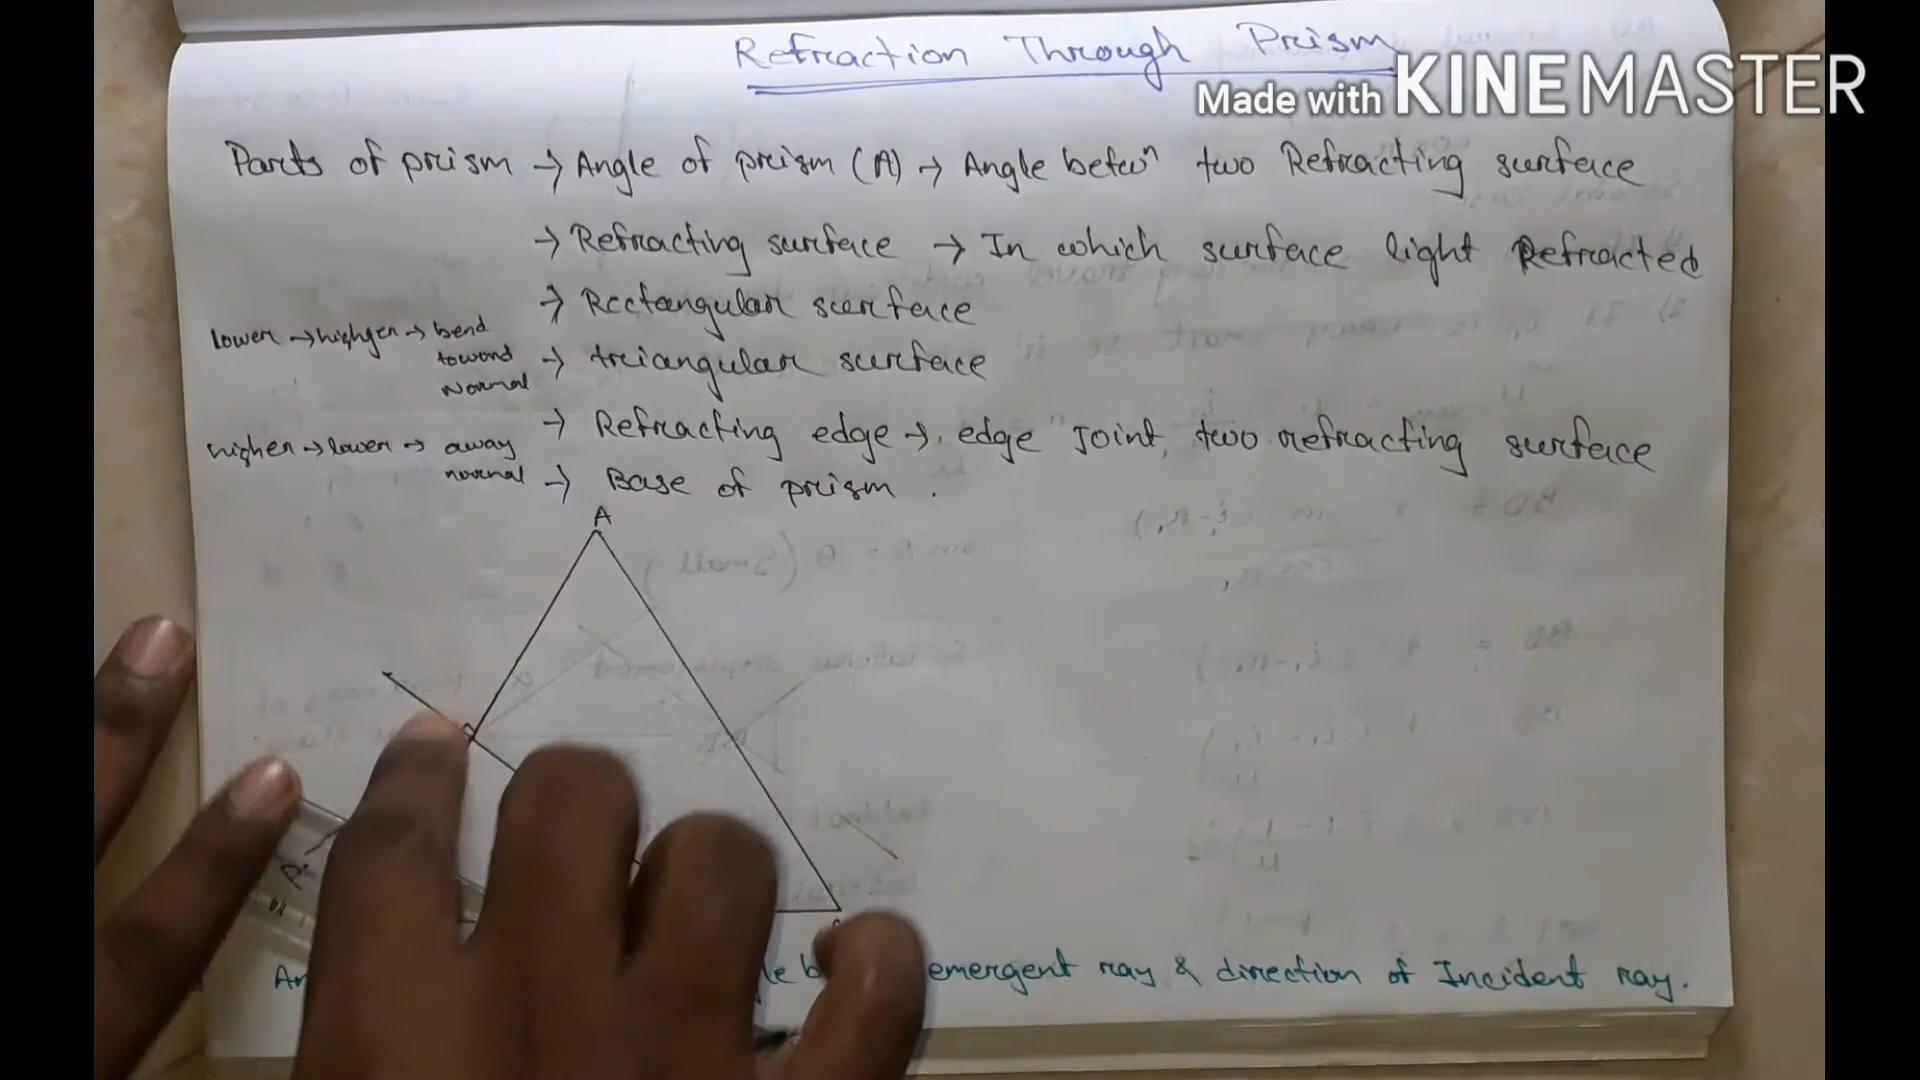 Refraction Through Prism
Made with KINEMASTER
Parts of prism → Angle of prism (A) → Angle betwn two Refracting surface
→ Refracting surface → In which surface light Refracted
→ Rectangular surface
lower → highger → bend toward Normal
→ triangular surface
→ Refracting edge → edge Joint two refracting surface
higher → lower → away normal
→ Base of prism .
A
P
emergent ray & direction of Incident ray.